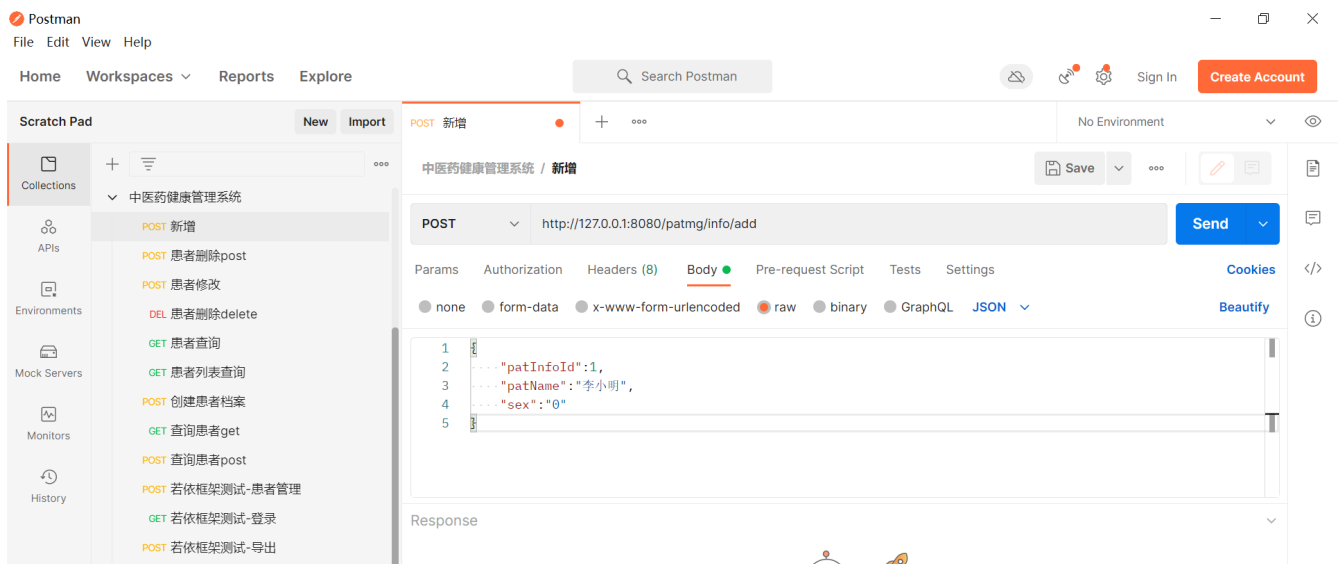 Postman
File Edit View Help
Home Workspaces Reports Explore Search Postman Sign In Create Account
Scratch Pad New Import POST 新增 No Environment
Collections
APIs
Environments
Mock Servers
Monitors
History
中医药健康管理系统
POST 新增
POST 患者删除post
POST 患者修改
DEL 患者删除delete
GET 患者查询
GET 患者列表查询
POST 创建患者档案
GET 查询患者get
POST 查询患者post
POST 若依框架测试-患者管理
GET 若依框架测试-登录
POST 若依框架测试-导出
中医药健康管理系统 / 新增 Save
POST http://127.0.0.1:8080/patmg/info/add Send
Params Authorization Headers (8) Body Pre-request Script Tests Settings Cookies
none form-data x-www-form-urlencoded raw binary GraphQL JSON Beautify
1 {
2 "patInfoId":1,
3 "patName":"李小明",
4 "sex":"0"
5 }
Response